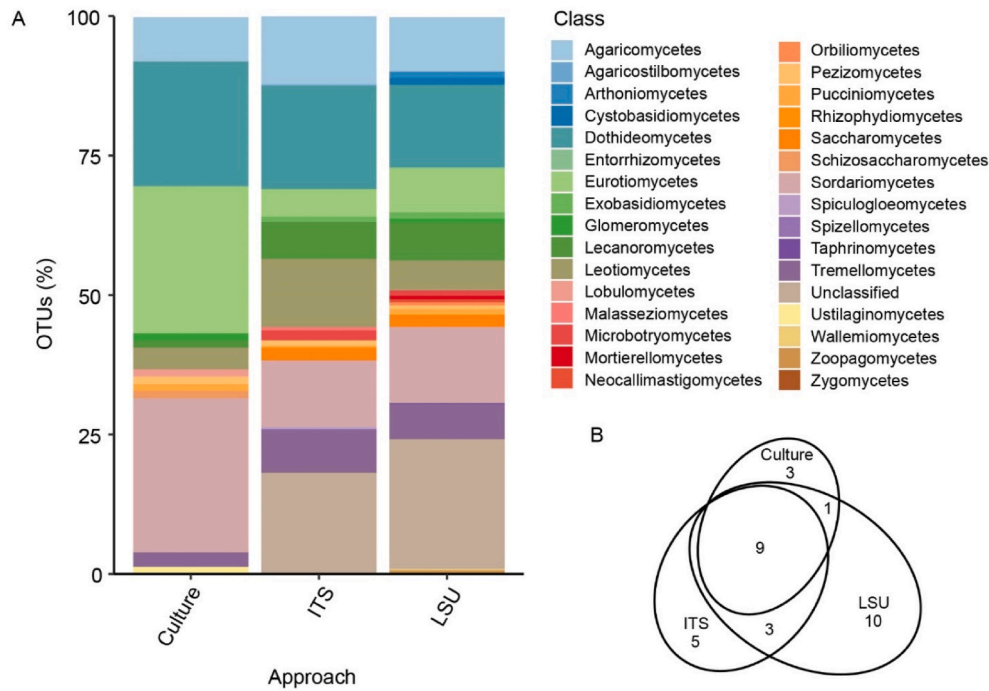 A
100
75
50
25
0
OTUs (%)
Culture
ITS
LSU
Approach
Class
Agaricomycetes
Agaricostilbomycetes
Arthoniomycetes
Cystobasidiomycetes
Dothideomycetes
Entorrhizomycetes
Eurotiomycetes
Exobasidiomycetes
Glomeromycetes
Lecanoromycetes
Leotiomycetes
Lobulomycetes
Malasseziomycetes
Microbotryomycetes
Mortierellomycetes
Neocallimastigomycetes
Orbiliomycetes
Pezizomycetes
Pucciniomycetes
Rhizophydiomycetes
Saccharomycetes
Schizosaccharomycetes
Sordariomycetes
Spiculogloeomycetes
Spizellomycetes
Taphrinomycetes
Tremellomycetes
Unclassified
Ustilaginomycetes
Wallemiomycetes
Zoopagomycetes
Zygomycetes
B
Culture
3
1
9
LSU
10
ITS
5
3